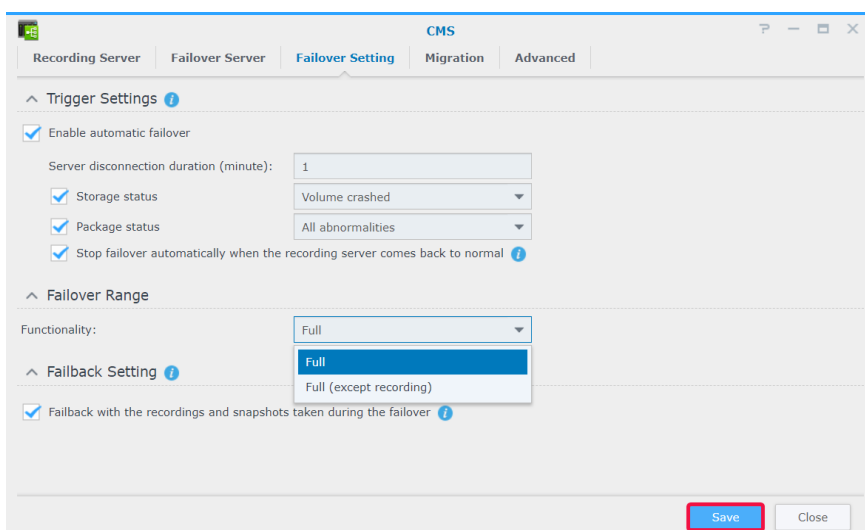 CMS
Recording Server
Failover Server
Failover Setting
Migration
Advanced
Trigger Settings
Enable automatic failover
Server disconnection duration (minute):
1
Storage status
Volume crashed
Package status
All abnormalities
Stop failover automatically when the recording server comes back to normal
Failover Range
Functionality:
Full
Full
Full (except recording)
Failback Setting
Failback with the recordings and snapshots taken during the failover
Save
Close